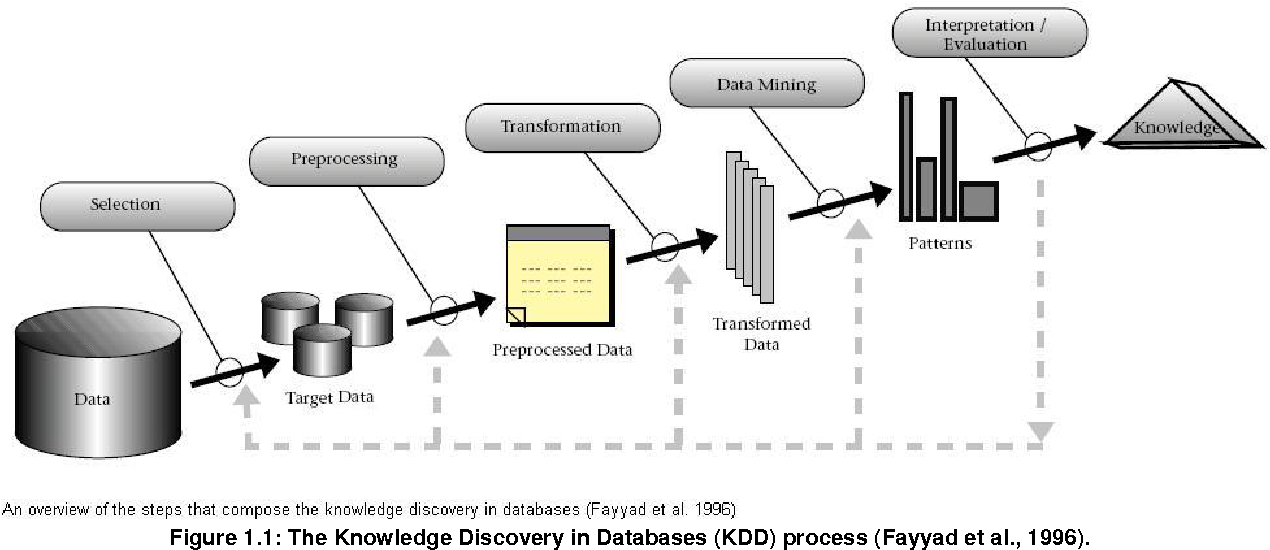 Interpretation /
Evaluation
Data Mining
Knowledge
Transformation
Preprocessing
Selection
Patterns
Transformed
Data
Preprocessed Data
Target Data
Data
An overview of the steps that compose the knowledge discovery in databases (Fayyad et al. 1996)
Figure 1.1: The Knowledge Discovery in Databases (KDD) process (Fayyad et al., 1996).